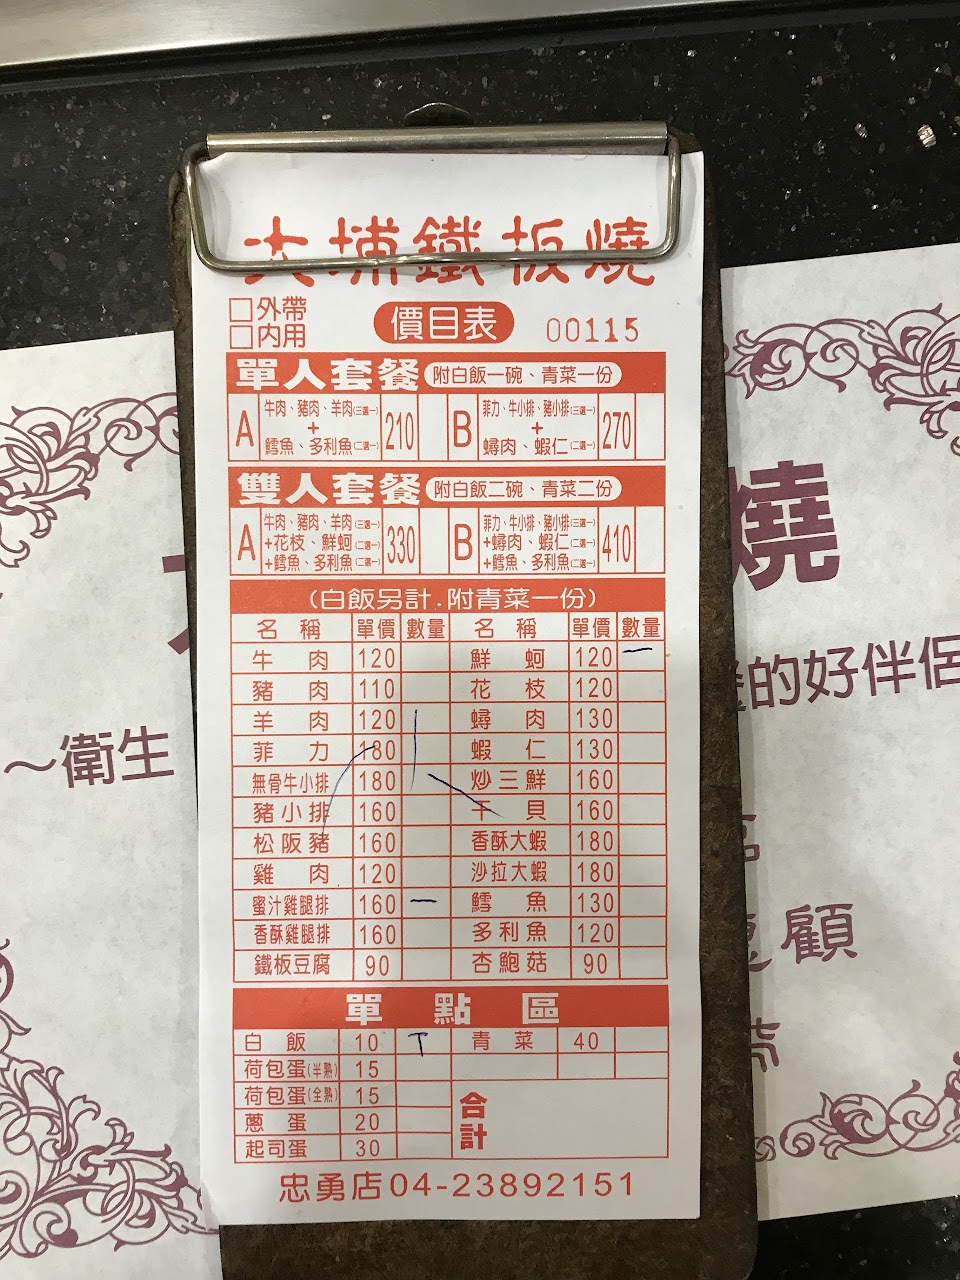 大埔鐵板燒
□外帶
□內用
價目表
00115
單人套餐 附白飯一碗、青菜一份
A 牛肉、豬肉、羊肉(三選一) + 鱈魚、多利魚(二選一) 210
B 菲力、牛小排、豬小排(三選一) + 蟳肉、蝦仁(二選一) 270
雙人套餐 附白飯二碗、青菜二份
A 牛肉、豬肉、羊肉(三選一) +花枝、鮮蚵(二選一) +鱈魚、多利魚(二選一) 330
B 菲力、牛小排、豬小排(三選一) +蟳肉、蝦仁(二選一) +鱈魚、多利魚(二選一) 410
(白飯另計.附青菜一份)
名稱 單價 數量 名稱 單價 數量
牛肉 120 鮮蚵 120 一
豬肉 110 花枝 120
羊肉 120 蟳肉 130
菲力 180 蝦仁 130
無骨牛小排 180 炒三鮮 160
豬小排 160 干貝 160
松阪豬 160 香酥大蝦 180
雞肉 120 沙拉大蝦 180
蜜汁雞腿排 160 一 鱈魚 130
香酥雞腿排 160 多利魚 120
鐵板豆腐 90 杏鮑菇 90
單點區
白飯 10 T 青菜 40
荷包蛋(半熟) 15
荷包蛋(全熟) 15
蔥蛋 20
起司蛋 30
合計
忠勇店04-23892151
燒
的好伴侶
～衛生
顧